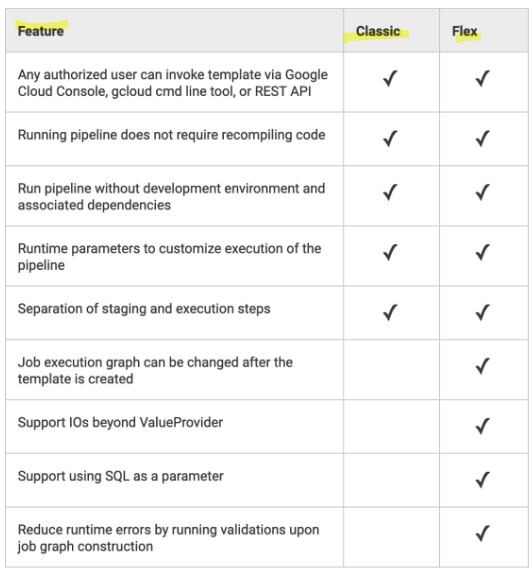 Feature Classic Flex
Any authorized user can invoke template via Google
Cloud Console, gcloud cmd line tool, or REST API ✓ ✓
Running pipeline does not require recompiling code ✓ ✓
Run pipeline without development environment and
associated dependencies ✓ ✓
Runtime parameters to customize execution of the
pipeline ✓ ✓
Separation of staging and execution steps ✓ ✓
Job execution graph can be changed after the
template is created ✓
Support IOs beyond ValueProvider ✓
Support using SQL as a parameter ✓
Reduce runtime errors by running validations upon
job graph construction ✓